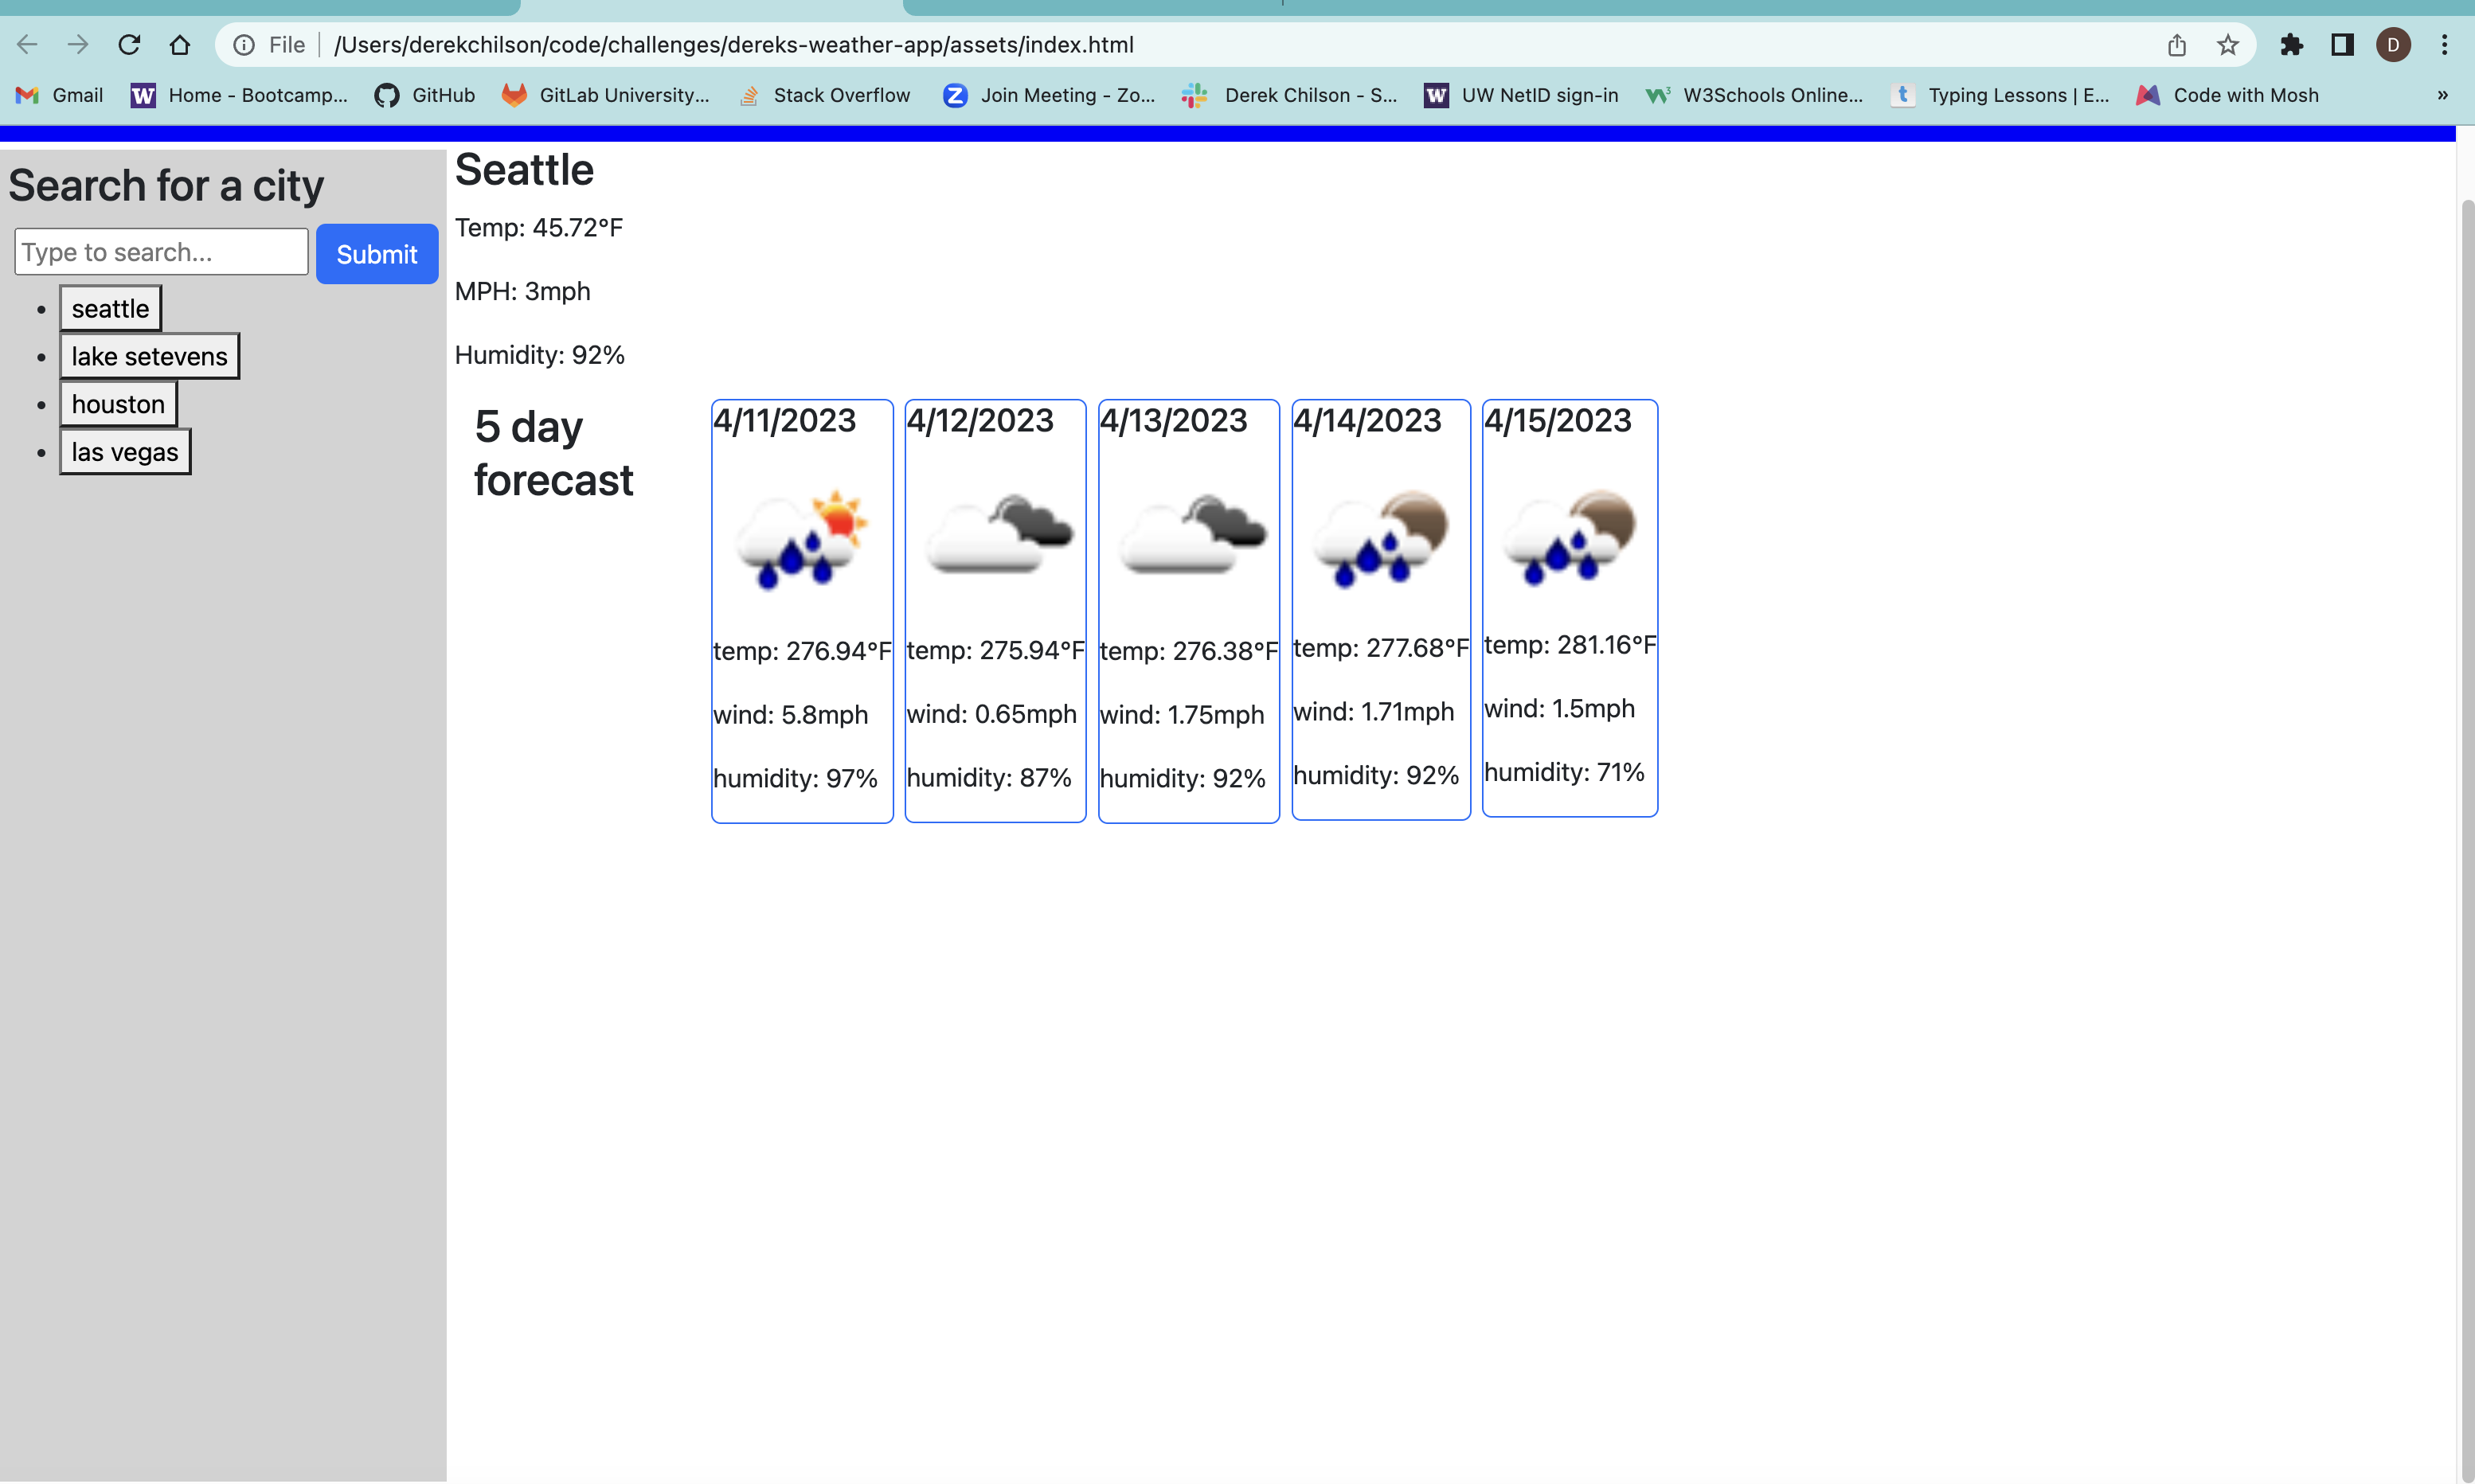 File /Users/derekchilson/code/challenges/dereks-weather-app/assets/index.html D
Gmail Home - Bootcamp... GitHub GitLab University... Stack Overflow Join Meeting - Zo... Derek Chilson - S... UW NetID sign-in W3Schools Online... Typing Lessons | E... Code with Mosh »
Search for a city
Type to search... Submit
seattle
lake setevens
houston
las vegas
Seattle
Temp: 45.72°F
MPH: 3mph
Humidity: 92%
5 day
forecast
4/11/2023
temp: 276.94°F
wind: 5.8mph
humidity: 97%
4/12/2023
temp: 275.94°F
wind: 0.65mph
humidity: 87%
4/13/2023
temp: 276.38°F
wind: 1.75mph
humidity: 92%
4/14/2023
temp: 277.68°F
wind: 1.71mph
humidity: 92%
4/15/2023
temp: 281.16°F
wind: 1.5mph
humidity: 71%